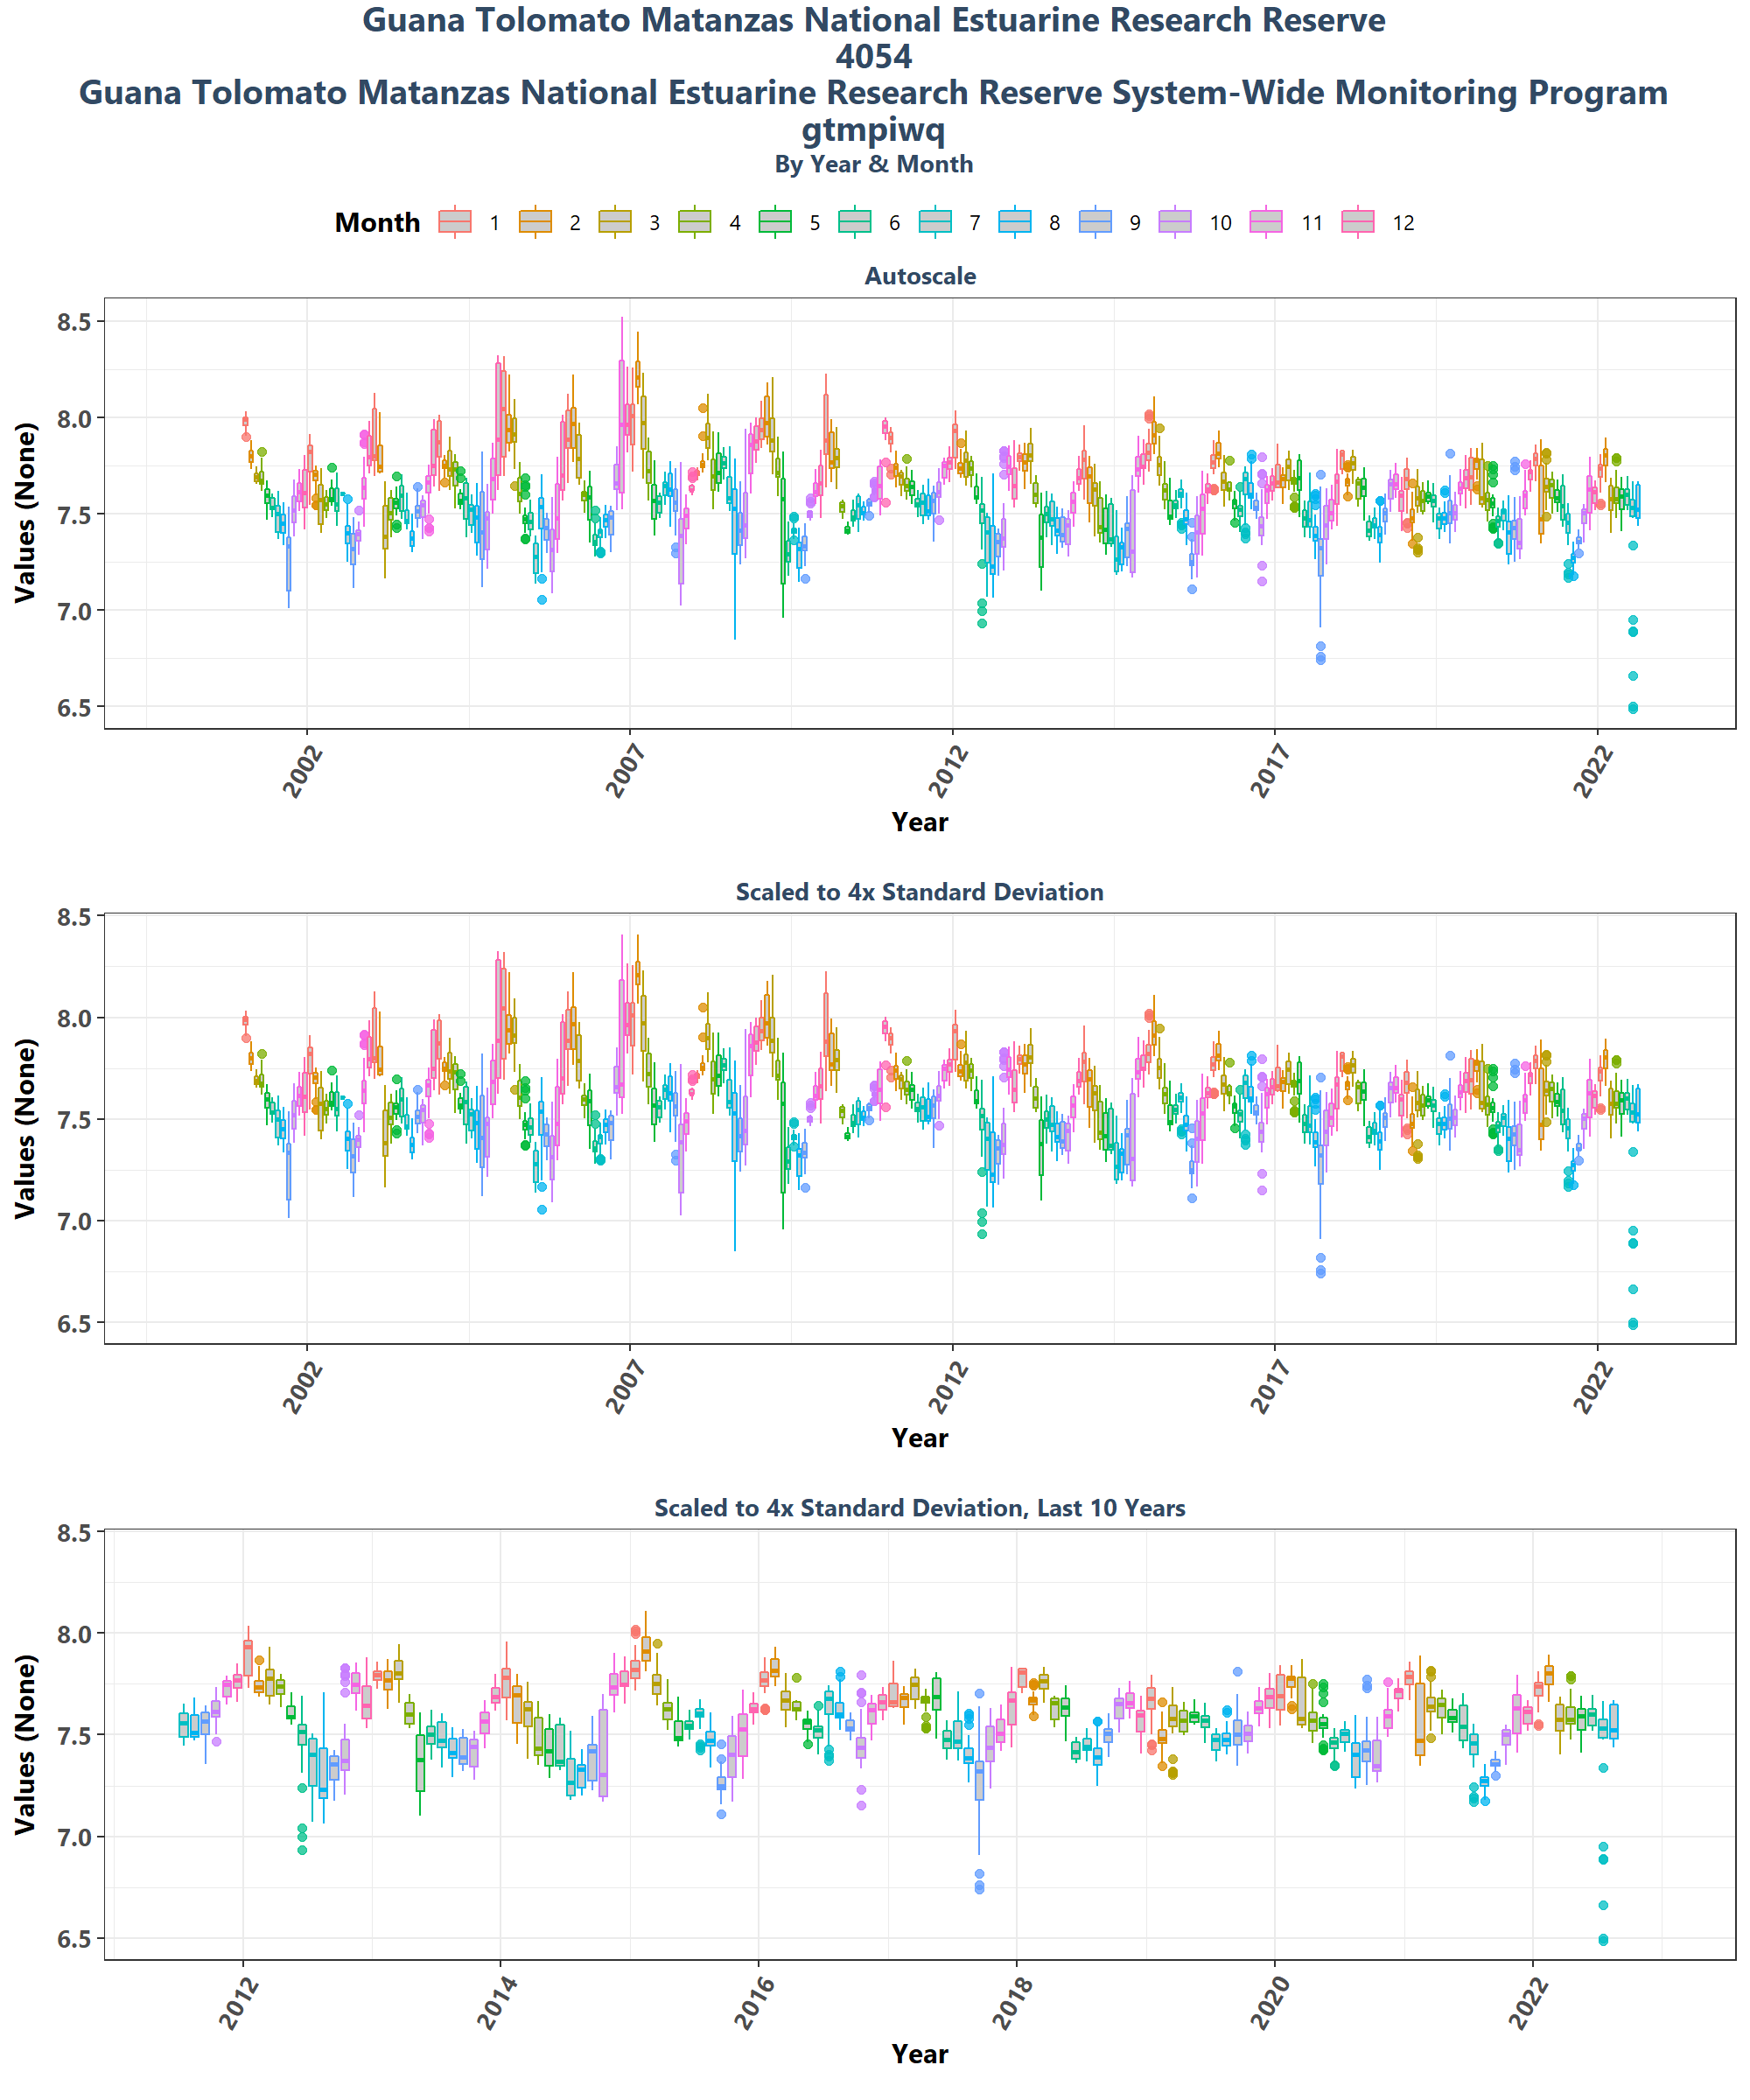 Guana Tolomato Matanzas National Estuarine Research Reserve
4054
Guana Tolomato Matanzas National Estuarine Research Reserve System-Wide Monitoring Program
gtmpiwq
By Year & Month
Month 1 2 3 4 5 6 7 8 9 10 11 12
Autoscale
Values (None)
8.5
8.0
7.5
7.0
6.5
2002 2007 2012 2017 2022
Year
Scaled to 4x Standard Deviation
Values (None)
8.5
8.0
7.5
7.0
6.5
2002 2007 2012 2017 2022
Year
Scaled to 4x Standard Deviation, Last 10 Years
Values (None)
8.5
8.0
7.5
7.0
6.5
2012 2014 2016 2018 2020 2022
Year